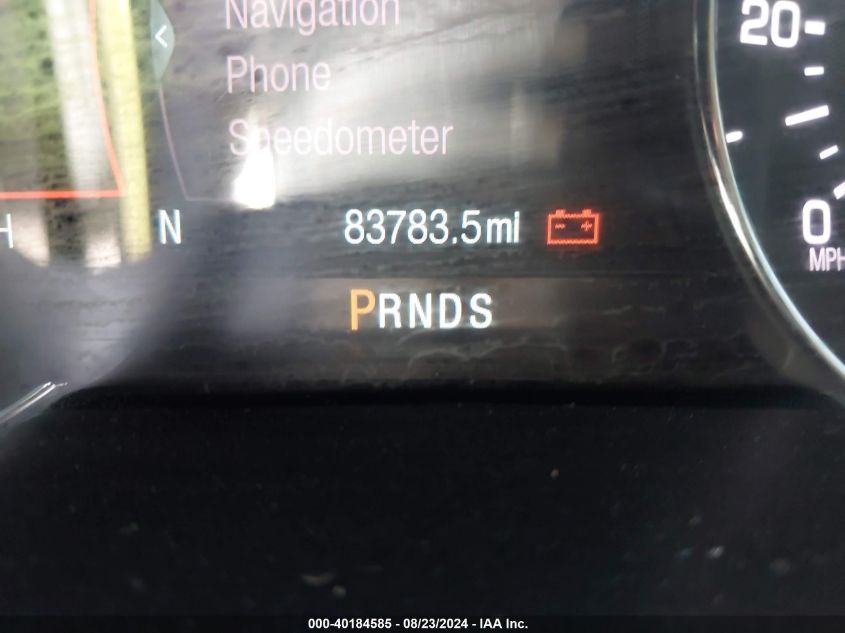 Navigation
Phone
Speedometer
20
H
N
83783.5mi
0
MPH
PRNDS
000-40184585 - 08/23/2024 - IAA Inc.